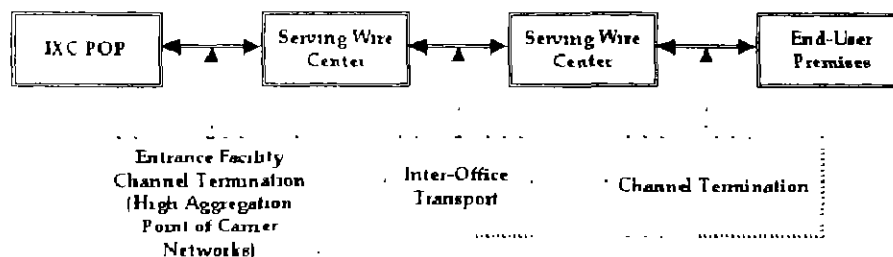 IXC POP
Serving Wire
Center
Serving Wire
Center
End-User
Premises
Entrance Facility
Channel Termination
(High Aggregation
Point of Carrier
Networks)
Inter-Office
Transport
Channel Termination